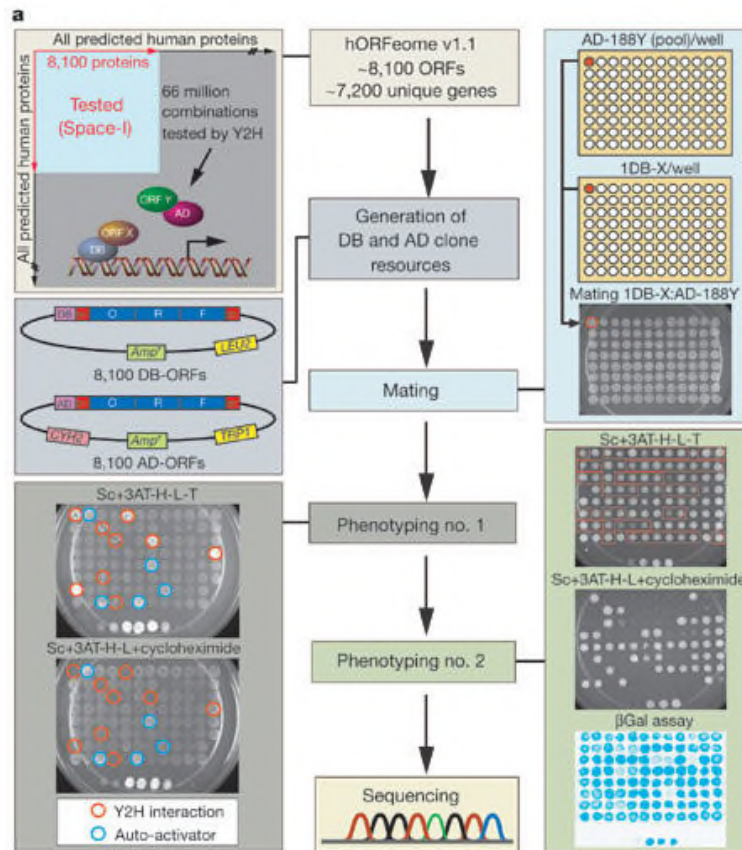 a
All predicted human proteins
8,100 proteins
All predicted human proteins
Tested
(Space-I)
66 million
combinations
tested by Y2H
ORF Y
AD
ORF X
DB
hORFeome v1.1
~8,100 ORFs
~7,200 unique genes
AD-188Y (pool)/well
1DB-X/well
Mating 1DB-X:AD-188Y
Generation of
DB and AD clone
resources
DB
O R F
Ampr
LEU2
8,100 DB-ORFs
AD
O R F
CYH2
Ampr
TRP1
8,100 AD-ORFs
Mating
Sc+3AT-H-L-T
Sc+3AT-H-L+cycloheximide
Y2H interaction
Auto-activator
Phenotyping no. 1
Phenotyping no. 2
Sc+3AT-H-L-T
Sc+3AT-H-L+cycloheximide
βGal assay
Sequencing